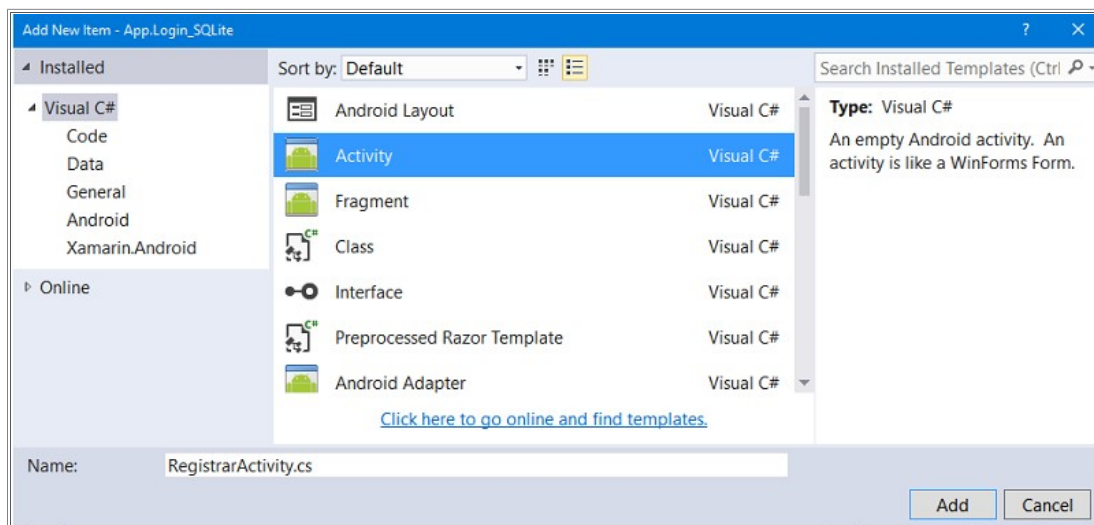 Add New Item - App.Login_SQLite
Installed
Sort by: Default
Search Installed Templates (Ctrl
Visual C#
Code
Data
General
Android
Xamarin.Android
Online
Android Layout Visual C#
Activity Visual C#
Fragment Visual C#
Class Visual C#
Interface Visual C#
Preprocessed Razor Template Visual C#
Android Adapter Visual C#
Click here to go online and find templates.
Type: Visual C#
An empty Android activity. An
activity is like a WinForms Form.
Name: RegistrarActivity.cs
Add Cancel